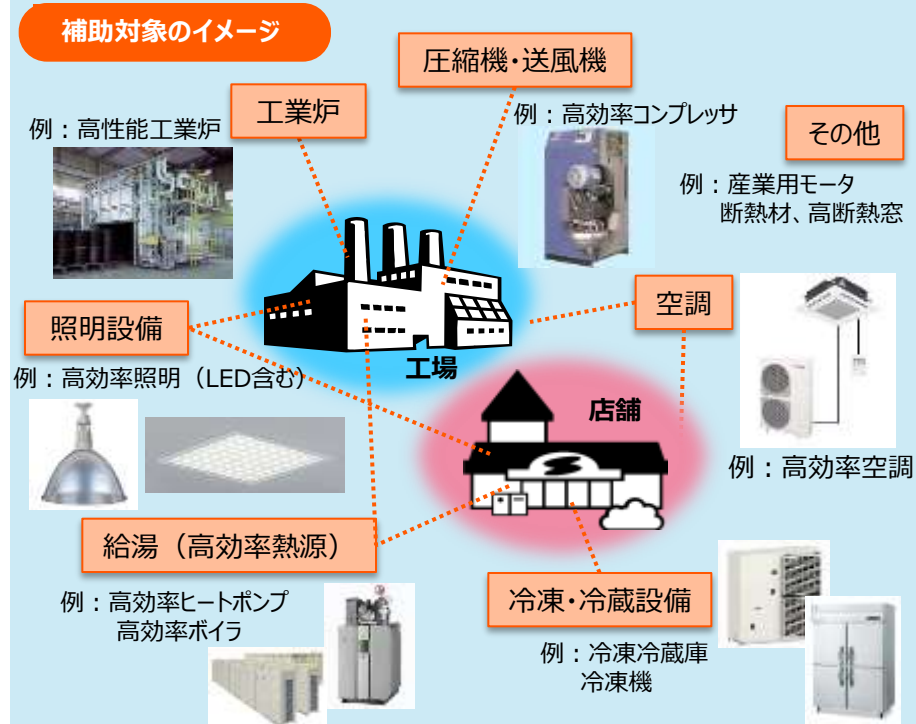 補助対象のイメージ
圧縮機・送風機
例：高効率コンプレッサ
工業炉
例：高性能工業炉
その他
例：産業用モータ
断熱材、高断熱窓
照明設備
例：高効率照明（LED含む）
工場
空調
例：高効率空調
店舗
給湯（高効率熱源）
例：高効率ヒートポンプ
高効率ボイラ
冷凍・冷蔵設備
例：冷凍冷蔵庫
冷凍機